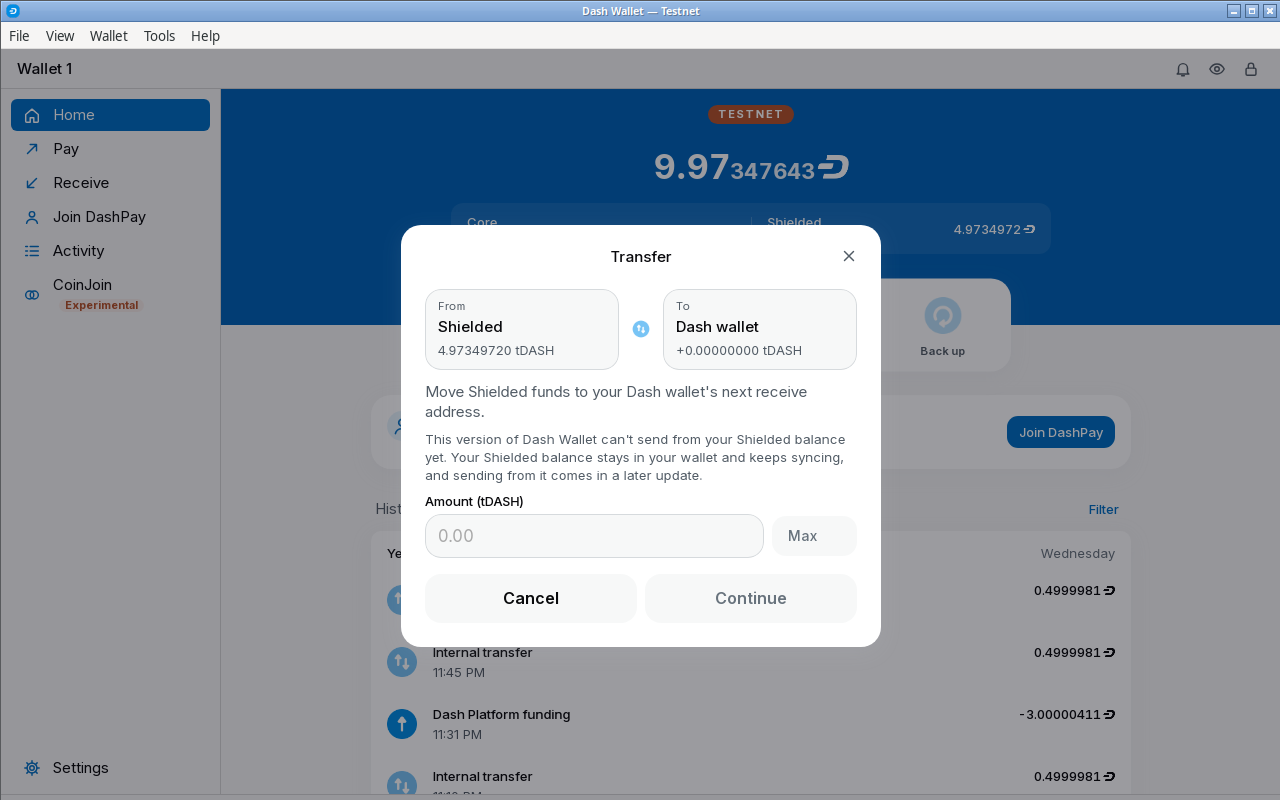 Dash Wallet — Testnet
File View Wallet Tools Help
Wallet 1
Home
Pay
Receive
Join DashPay
Activity
CoinJoin
Experimental
Settings
TESTNET
9.97347643
Core
Shielded
4.9734972
Back up
Join DashPay
Filter
Wednesday
0.4999981
Internal transfer
0.4999981
11:45 PM
Dash Platform funding
-3.00000411
11:31 PM
Internal transfer
0.4999981
Transfer
From
Shielded
4.97349720 tDASH
To
Dash wallet
+0.00000000 tDASH
Move Shielded funds to your Dash wallet's next receive
address.
This version of Dash Wallet can't send from your Shielded balance
yet. Your Shielded balance stays in your wallet and keeps syncing,
and sending from it comes in a later update.
Amount (tDASH)
0.00
Max
Cancel
Continue